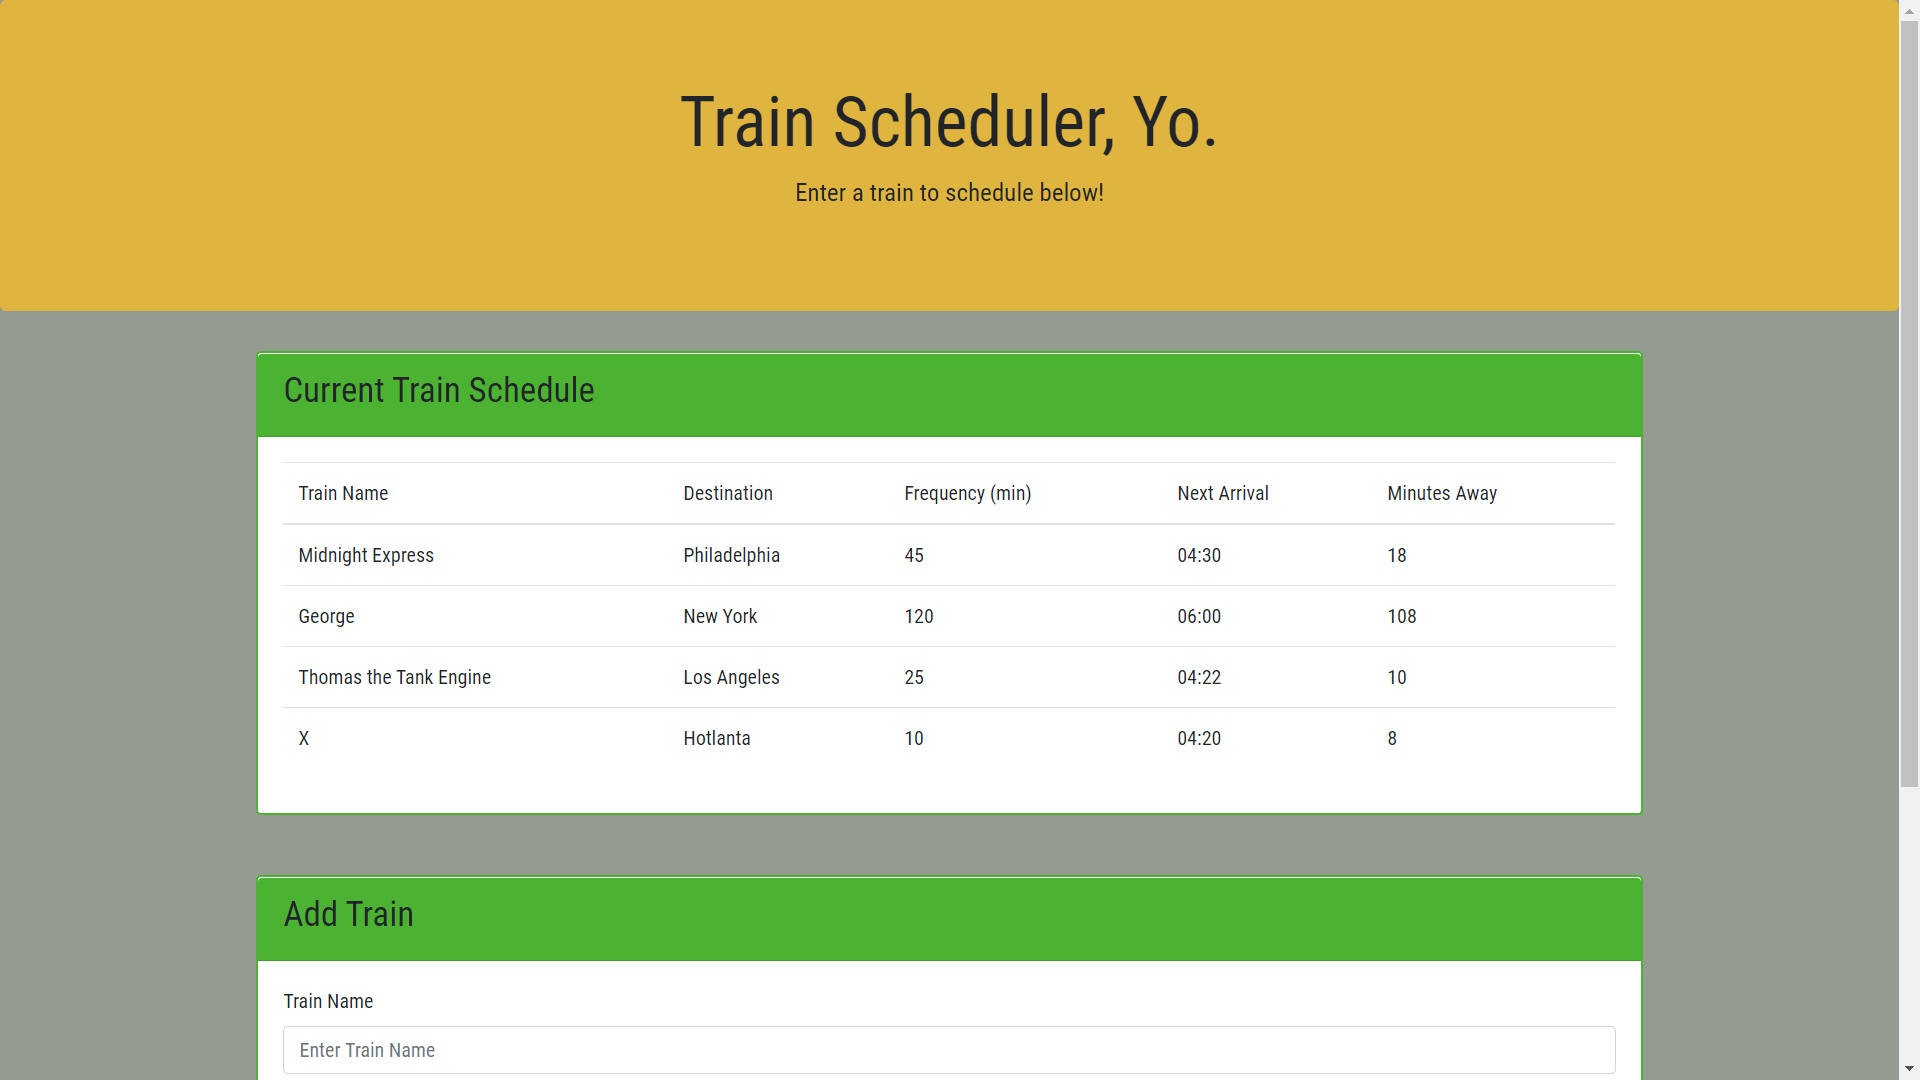 Train Scheduler, Yo.
Enter a train to schedule below!
Current Train Schedule
Train Name Destination Frequency (min) Next Arrival Minutes Away
Midnight Express Philadelphia 45 04:30 18
George New York 120 06:00 108
Thomas the Tank Engine Los Angeles 25 04:22 10
X Hotlanta 10 04:20 8
Add Train
Train Name
Enter Train Name